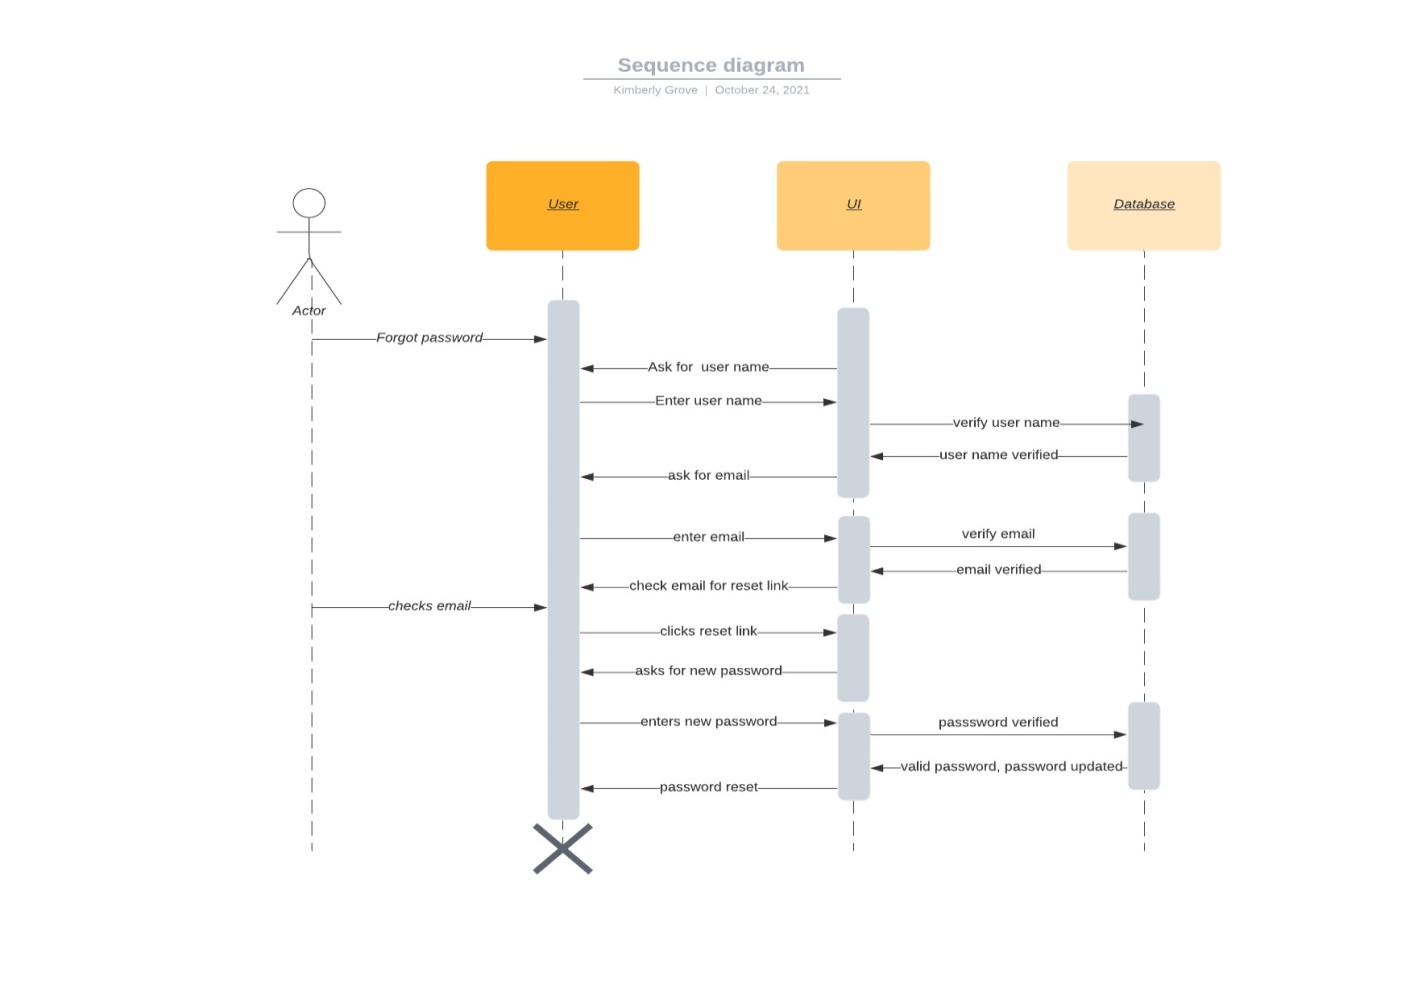 Sequence diagram
Kimberly Grove | October 24, 2021
User
UI
Database
Actor
Forgot password
Ask for  user name
Enter user name
verify user name
user name verified
ask for email
enter email
verify email
email verified
check email for reset link
checks email
clicks reset link
asks for new password
enters new password
passsword verified
valid password, password updated
password reset